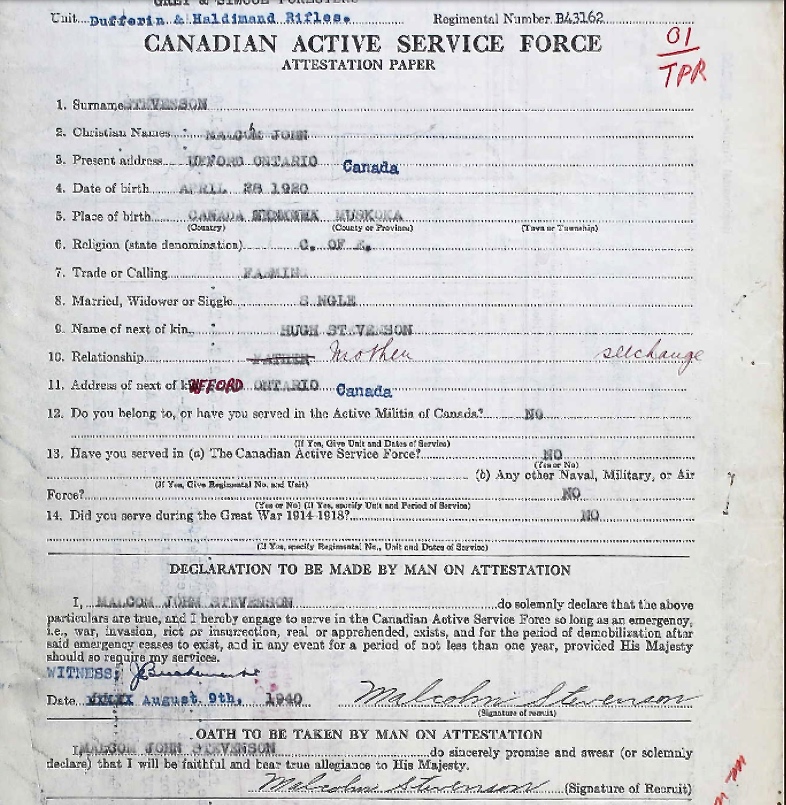 GREY & SIMCOE FORESTERS
Unit Dufferin & Haldimand Rifles. Regimental Number B43162
CANADIAN ACTIVE SERVICE FORCE
01
TPR
ATTESTATION PAPER
1. Surname STEVENSON
2. Christian Names MALCOM JOHN
3. Present address UFFORD ONTARIO Canada
4. Date of birth APRIL 28 1920
5. Place of birth CANADA MUSKOKA
(Country) (County or Province) (Town or Township)
6. Religion (state denomination) C. OF E.
7. Trade or Calling FARMING
8. Married, Widower or Single S NGLE
9. Name of next of kin HUGH STEVENSON
10. Relationship FATHER Mother see change
11. Address of next of kin UFFORD ONTARIO Canada
12. Do you belong to, or have you served in the Active Militia of Canada? NO
(If Yes, Give Unit and Dates of Service)
13. Have you served in (a) The Canadian Active Service Force? NO
(Yes or No)
(b) Any other Naval, Military, or Air
(If Yes, Give Regimental No. and Unit)
Force? NO
(Yes or No) (If Yes, specify Unit and Period of Service)
14. Did you serve during the Great War 1914-1918? NO
(If Yes, specify Regimental No., Unit and Dates of Service)
DECLARATION TO BE MADE BY MAN ON ATTESTATION
I, MALCOM JOHN STEVENSON do solemnly declare that the above
particulars are true, and I hereby engage to serve in the Canadian Active Service Force so long as an emergency,
i.e., war, invasion, riot or insurrection, real or apprehended, exists, and for the period of demobilization after
said emergency ceases to exist, and in any event for a period of not less than one year, provided His Majesty
should so require my services.
WITNESS:
Date August 9th. 1940 Malcolm Stevenson
(Signature of recruit)
OATH TO BE TAKEN BY MAN ON ATTESTATION
I, MALCOM JOHN STEVENSON do sincerely promise and swear (or solemnly
declare) that I will be faithful and bear true allegiance to His Majesty.
Malcolm Stevenson (Signature of Recruit)